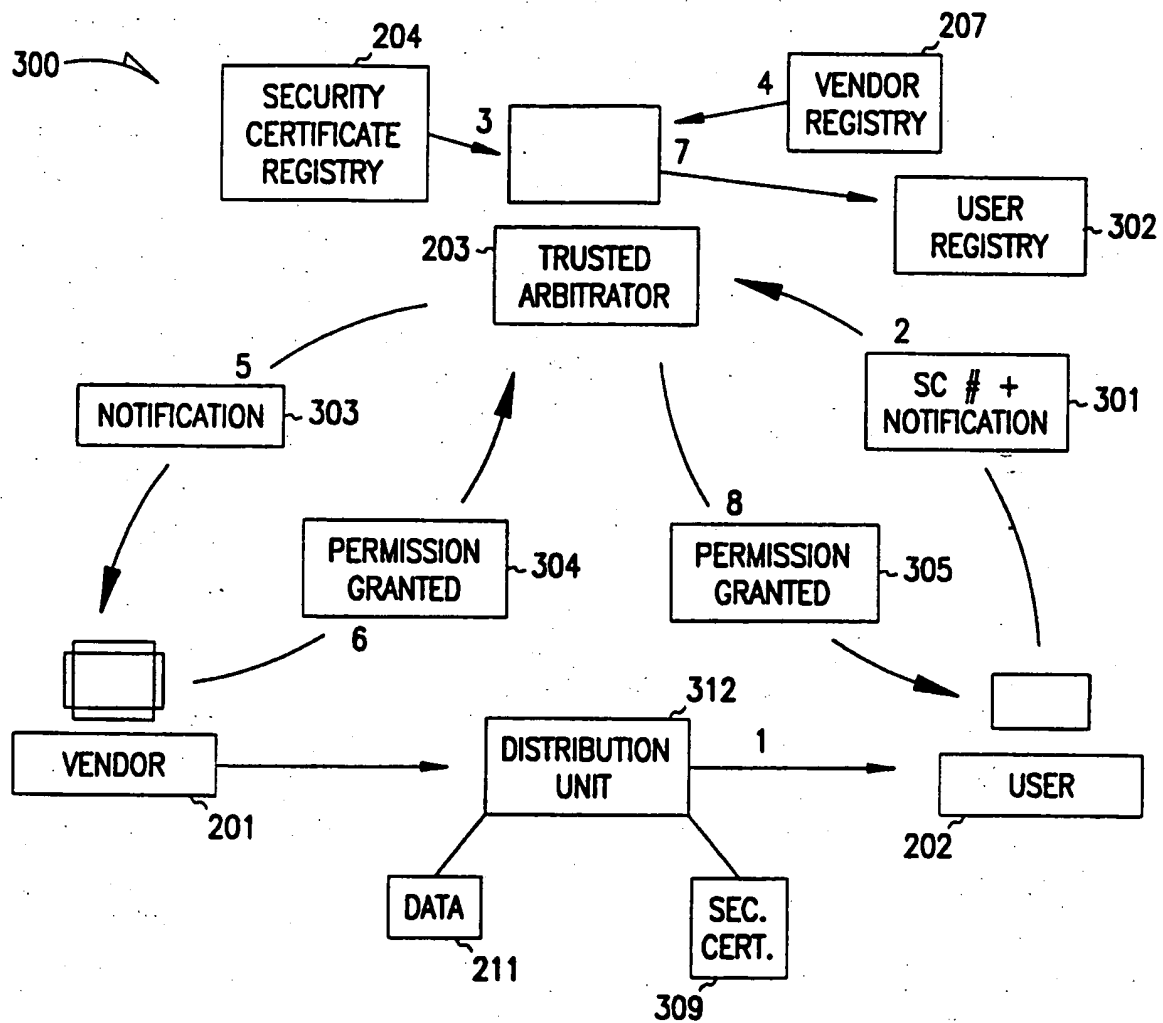 300
204
SECURITY
CERTIFICATE
REGISTRY
3
4
207
VENDOR
REGISTRY
7
USER
REGISTRY
302
203
TRUSTED
ARBITRATOR
2
SC # +
NOTIFICATION
301
5
NOTIFICATION
303
PERMISSION
GRANTED
304
6
8
PERMISSION
GRANTED
305
VENDOR
201
312
DISTRIBUTION
UNIT
1
USER
202
DATA
211
SEC.
CERT.
309